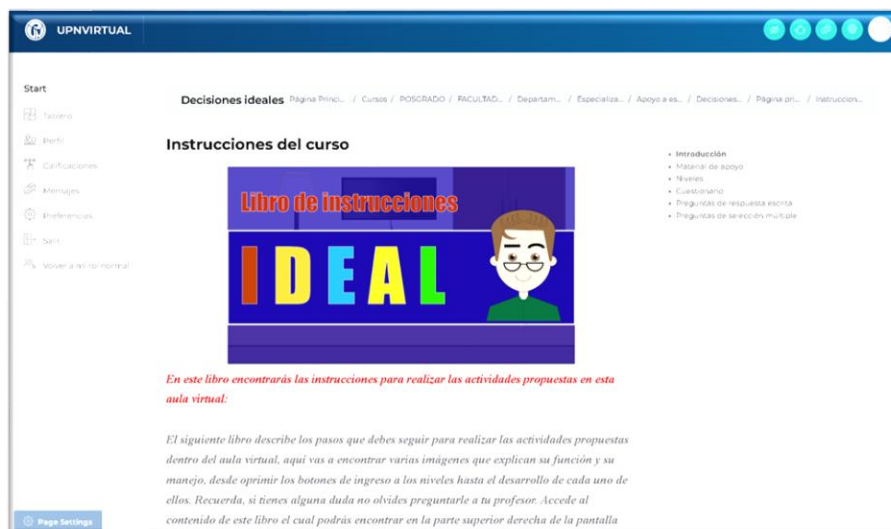 UPNVIRTUAL
Start
Tablero
Perfil
Calificaciones
Mensajes
Preferencias
Salir
Volver a mi rol normal
Decisiones ideales Página Princi... / Cursos / POSGRADO / FACULTAD... / Departam... / Especializa... / Apoyo a es... / Decisiones... / Página pri... / Instruccion...
Instrucciones del curso
Libro de instrucciones
IDEAL
Introducción
Material de apoyo
Niveles
Cuestionario
Preguntas de respuesta escrita
Preguntas de selección múltiple
En este libro encontrarás las instrucciones para realizar las actividades propuestas en esta
aula virtual:
El siguiente libro describe los pasos que debes seguir para realizar las actividades propuestas
dentro del aula virtual, aquí vas a encontrar varias imágenes que explican su función y su
manejo, desde oprimir los botones de ingreso a los niveles hasta el desarrollo de cada uno de
ellos. Recuerda, si tienes alguna duda no olvides preguntarle a tu profesor. Accede al
contenido de este libro el cual podrás encontrar en la parte superior derecha de la pantalla
Page Settings